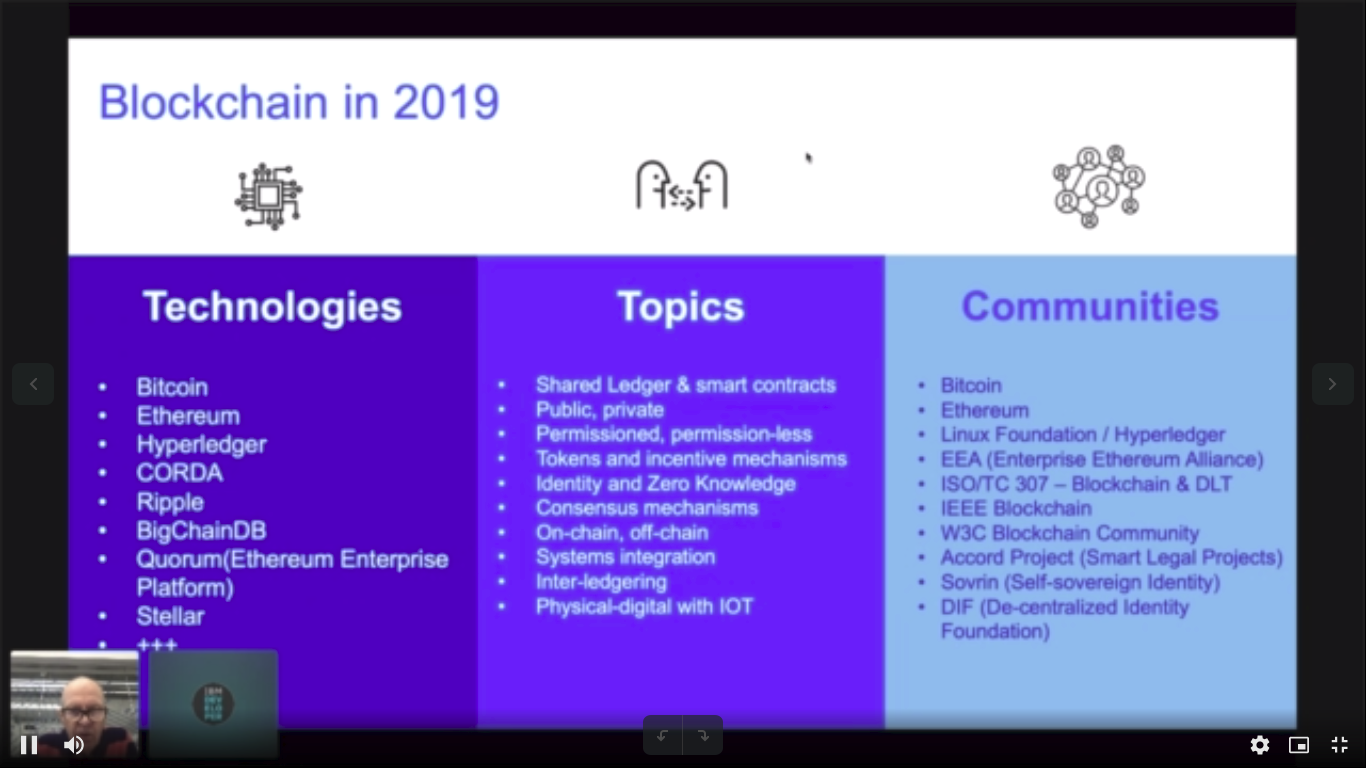 Blockchain in 2019
Technologies
• Bitcoin
• Ethereum
• Hyperledger
• CORDA
• Ripple
• BigChainDB
• Quorum(Ethereum Enterprise
Platform)
• Stellar
• +++
Topics
• Shared Ledger & smart contracts
• Public, private
• Permissioned, permission-less
• Tokens and incentive mechanisms
• Identity and Zero Knowledge
• Consensus mechanisms
• On-chain, off-chain
• Systems integration
• Inter-ledgering
• Physical-digital with IOT
Communities
• Bitcoin
• Ethereum
• Linux Foundation / Hyperledger
• EEA (Enterprise Ethereum Alliance)
• ISO/TC 307 – Blockchain & DLT
• IEEE Blockchain
• W3C Blockchain Community
• Accord Project (Smart Legal Projects)
• Sovrin (Self-sovereign Identity)
• DIF (De-centralized Identity
Foundation)
IBM
DEV
ELO
PER